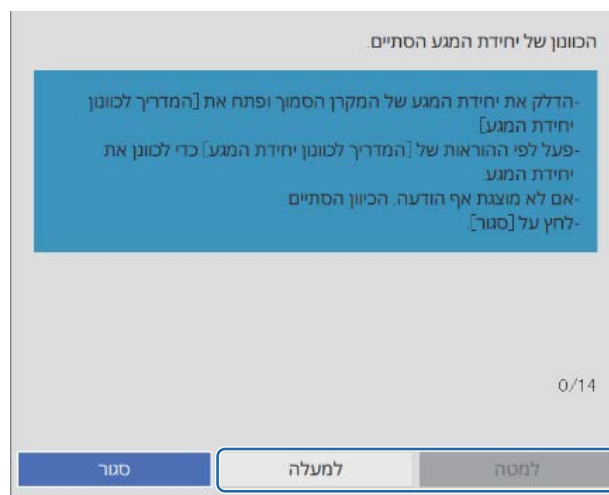 הכוונון של יחידת המגע הסתיים.
-הדלק את יחידת המגע של המקרן הסמוך ופתח את [המדריך לכוונון
יחידת המגע]
-פעל לפי ההוראות של [המדריך לכוונון יחידת המגע] כדי לכוונן את
יחידת המגע.
-אם לא מוצגת אף הודעה, הכיוון הסתיים
-לחץ על [סגור].
0/14
למטה
למעלה
סגור